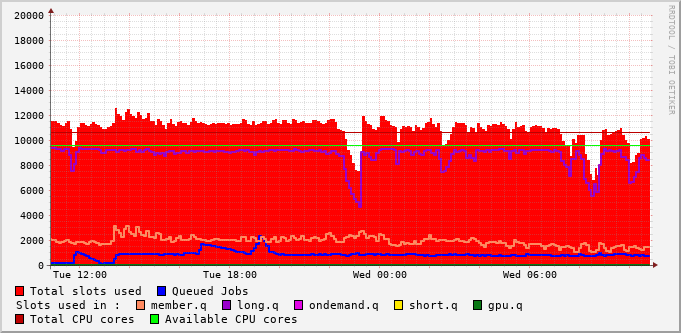 RRDTOOL / TOBI OETIKER
20000
18000
16000
14000
12000
10000
8000
6000
4000
2000
0
Tue 12:00 Tue 18:00 Wed 00:00 Wed 06:00
Total slots used Queued Jobs
Slots used in : member.q long.q ondemand.q short.q gpu.q
Total CPU cores Available CPU cores